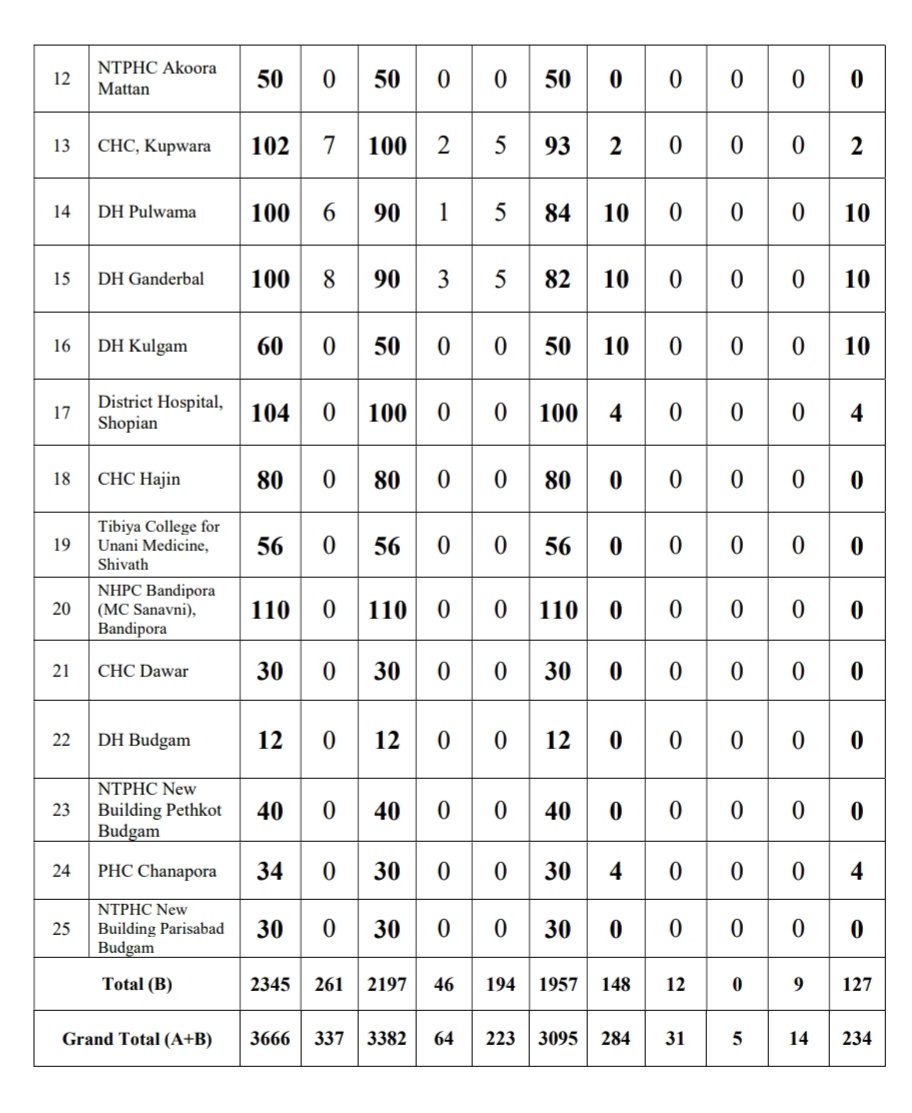 12 NTPHC Akoora Mattan 50 0 50 0 0 50 0 0 0 0 0
13 CHC, Kupwara 102 7 100 2 5 93 2 0 0 0 2
14 DH Pulwama 100 6 90 1 5 84 10 0 0 0 10
15 DH Ganderbal 100 8 90 3 5 82 10 0 0 0 10
16 DH Kulgam 60 0 50 0 0 50 10 0 0 0 10
17 District Hospital, Shopian 104 0 100 0 0 100 4 0 0 0 4
18 CHC Hajin 80 0 80 0 0 80 0 0 0 0 0
19 Tibiya College for Unani Medicine, Shivath 56 0 56 0 0 56 0 0 0 0 0
20 NHPC Bandipora (MC Sanavni), Bandipora 110 0 110 0 0 110 0 0 0 0 0
21 CHC Dawar 30 0 30 0 0 30 0 0 0 0 0
22 DH Budgam 12 0 12 0 0 12 0 0 0 0 0
23 NTPHC New Building Pethkot Budgam 40 0 40 0 0 40 0 0 0 0 0
24 PHC Chanapora 34 0 30 0 0 30 4 0 0 0 4
25 NTPHC New Building Parisabad Budgam 30 0 30 0 0 30 0 0 0 0 0
Total (B) 2345 261 2197 46 194 1957 148 12 0 9 127
Grand Total (A+B) 3666 337 3382 64 223 3095 284 31 5 14 234